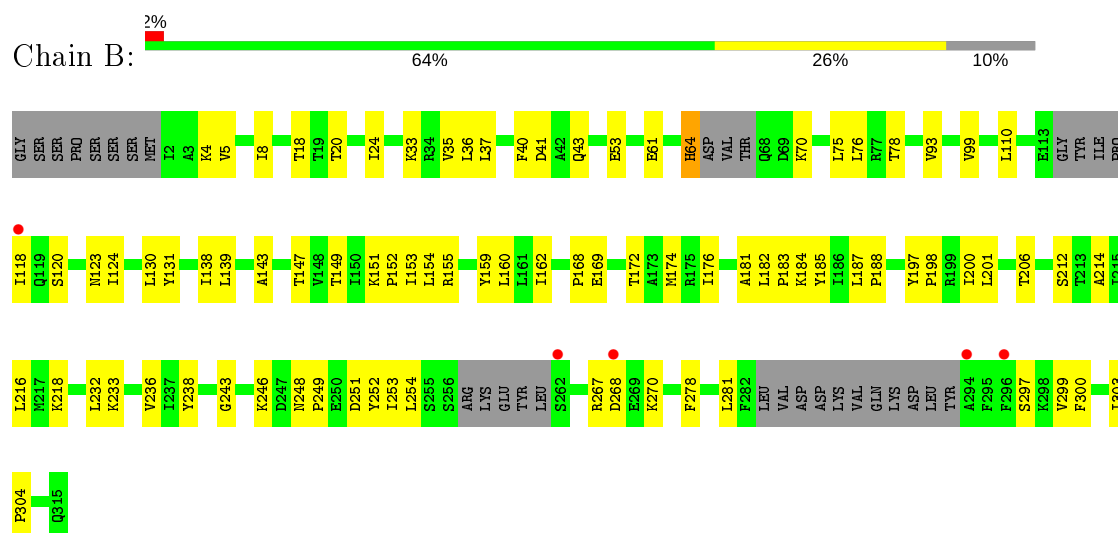 2%
Chain B:
64% 26% 10%
GLY SER SER PRO SER SER SER MET I2 A3 K4 V5 I8 T18 T19 T20 I24 K33 R34 V35 L36 L37 F40 D41 A42 Q43 E53 E61 H64 ASP VAL THR Q68 D69 K70 L75 L76 R77 T78 V93 V99 L110 E113 GLY TYR ILE PRO
I118 Q119 S120 N123 I124 L130 Y131 I138 L139 A143 T147 V148 T149 I150 K151 P152 I153 L154 R155 Y159 L160 L161 I162 P168 E169 T172 A173 M174 R175 I176 A181 L182 P183 K184 Y185 I186 L187 P188 Y197 P198 R199 I200 L201 T206 S212 T213 A214 I215
L216 M217 K218 L232 K233 V236 I237 Y238 G243 K246 D247 N248 P249 E250 D251 Y252 I253 L254 S255 S256 ARG LYS GLU TYR LEU S262 R267 D268 E269 K270 F278 L281 F282 LEU VAL ASP ASP LYS VAL GLN LYS ASP LEU TYR A294 F295 F296 S297 K298 V299 F300 I303
P304 Q315